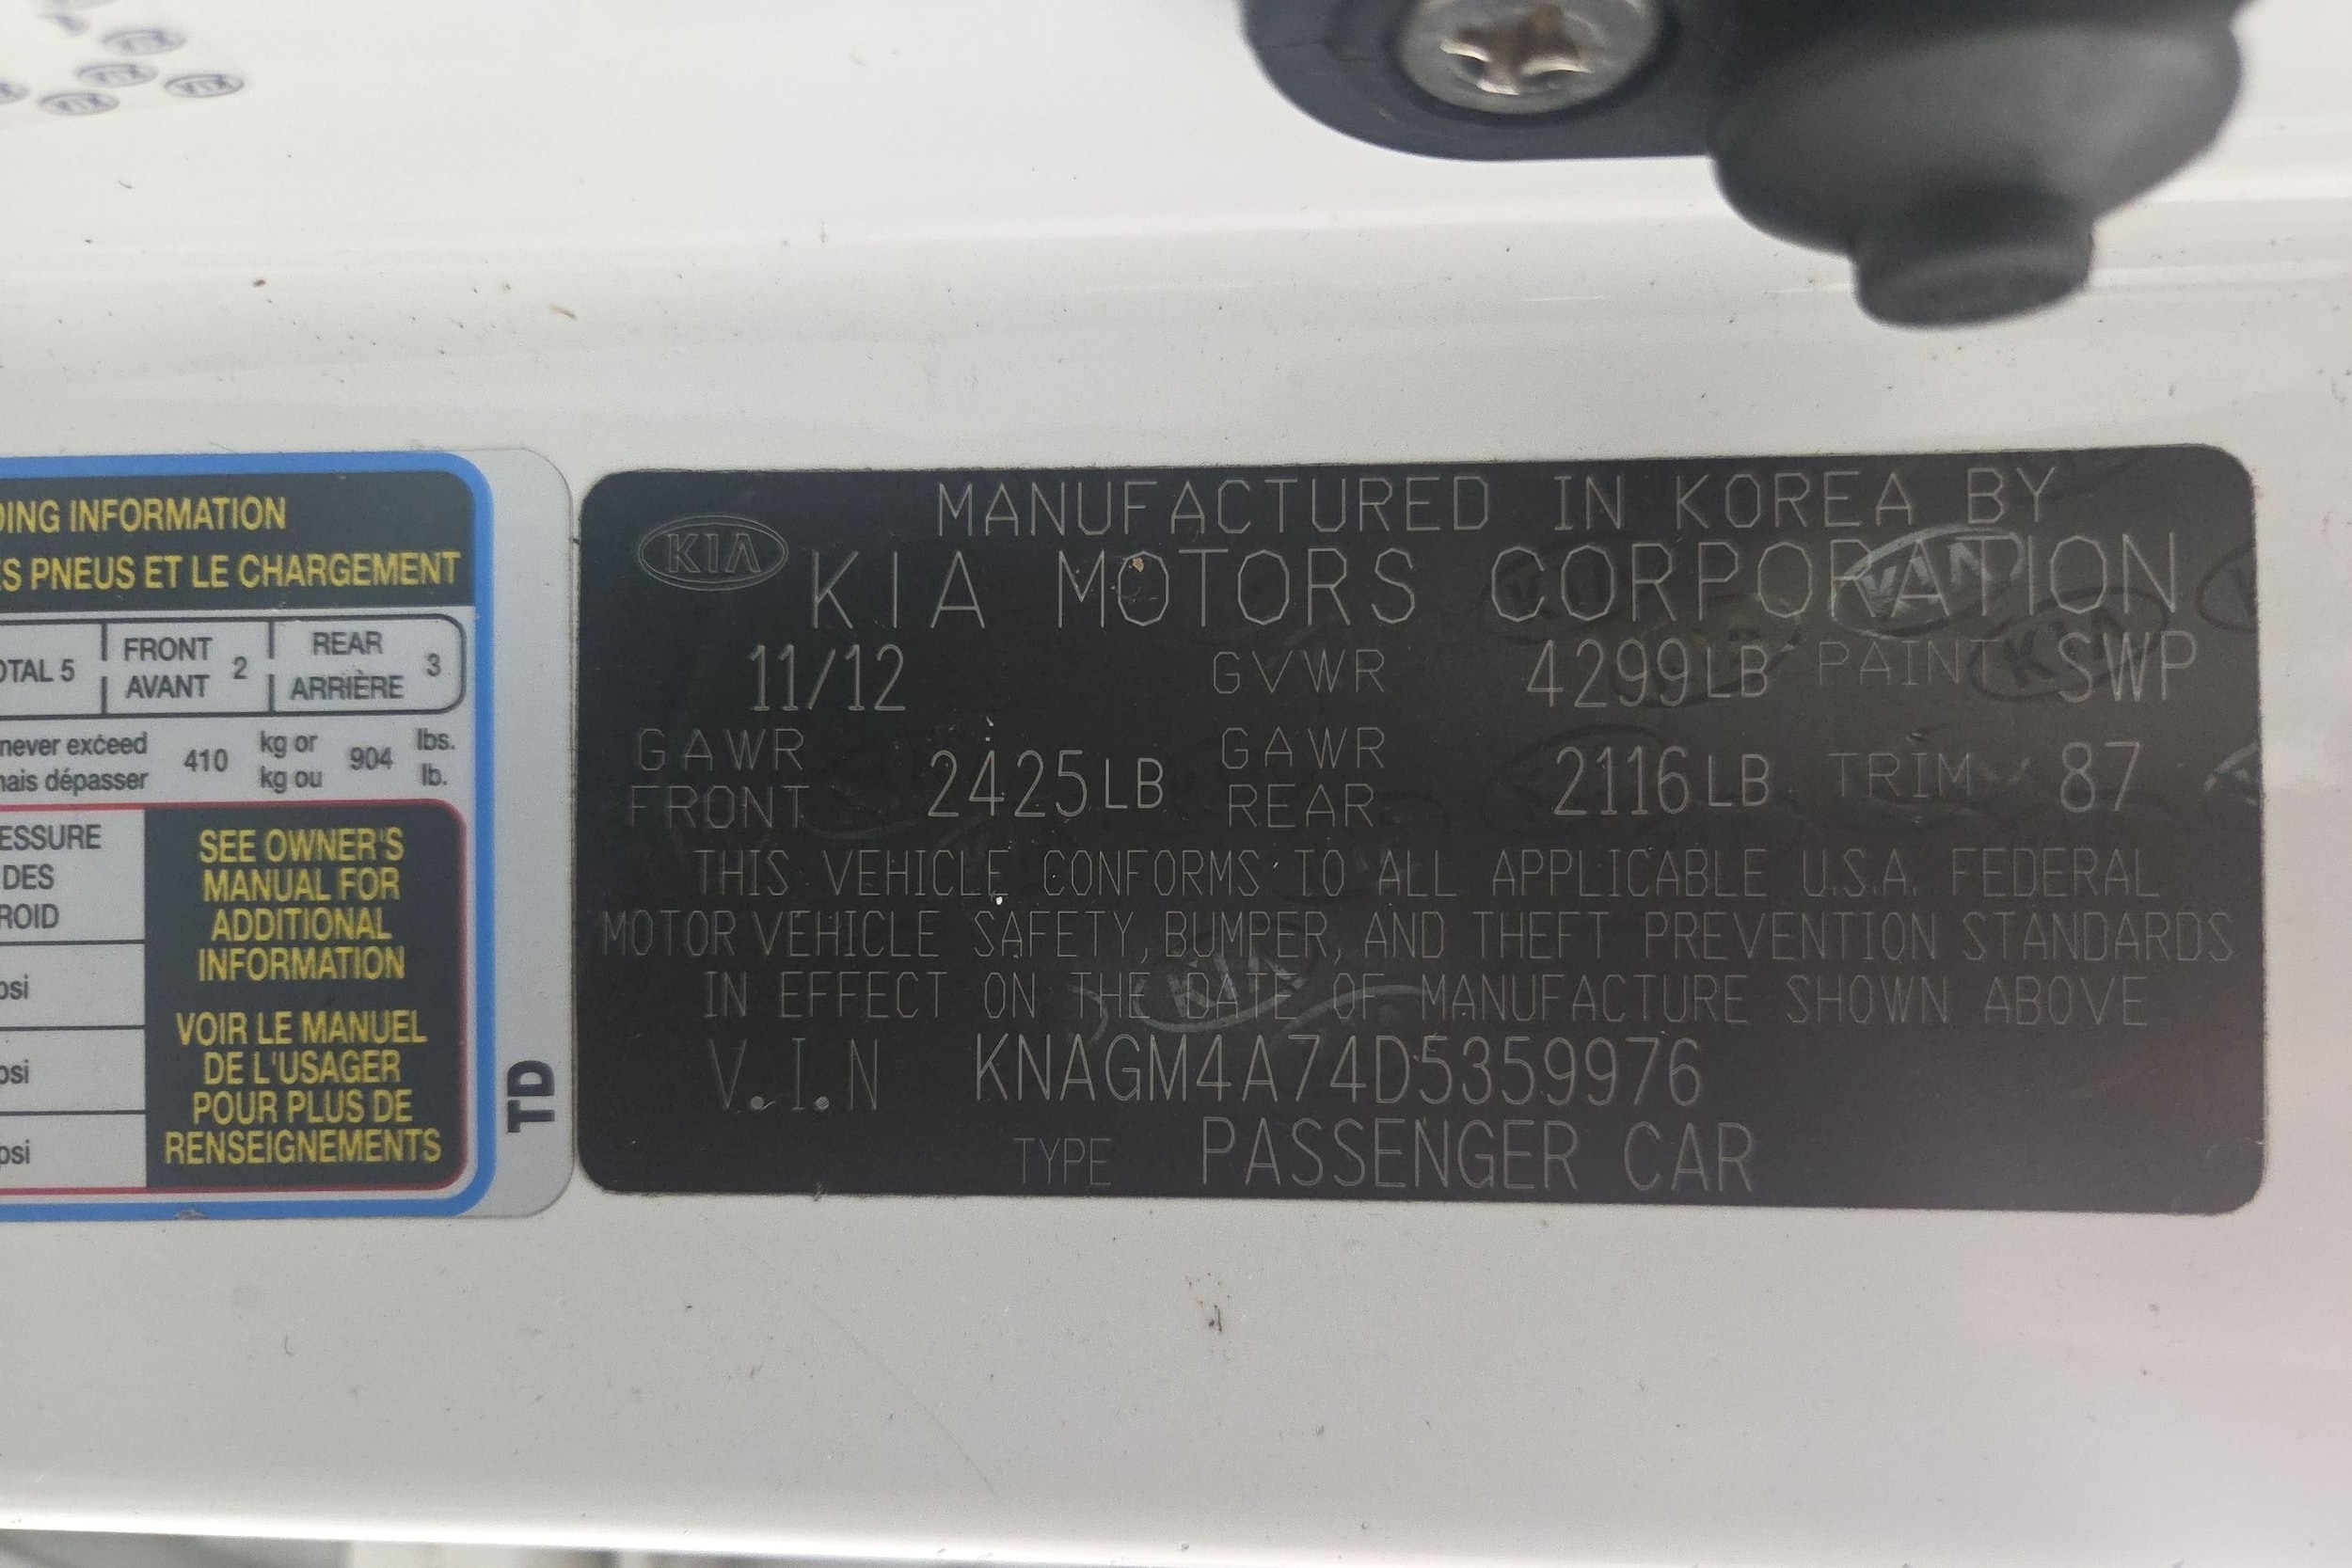 DING INFORMATION
ES PNEUS ET LE CHARGEMENT
OTAL 5
FRONT
AVANT
2
REAR
ARRIÈRE
3
never exceed
mais dépasser
410
kg or
kg ou
904
lbs.
lb.
ESSURE
DES
ROID
psi
psi
psi
SEE OWNER'S
MANUAL FOR
ADDITIONAL
INFORMATION
VOIR LE MANUEL
DE L'USAGER
POUR PLUS DE
RENSEIGNEMENTS
TD
MANUFACTURED IN KOREA BY
KIA KIA MOTORS CORPORATION
11/12 GVWR 4299LB PAINT SWP
GAWR FRONT 2425LB GAWR REAR 2116LB TRIM 87
THIS VEHICLE CONFORMS TO ALL APPLICABLE U.S.A. FEDERAL
MOTOR VEHICLE SAFETY, BUMPER, AND THEFT PREVENTION STANDARDS
IN EFFECT ON THE DATE OF MANUFACTURE SHOWN ABOVE
V.I.N KNAGM4A74D5359976
TYPE PASSENGER CAR